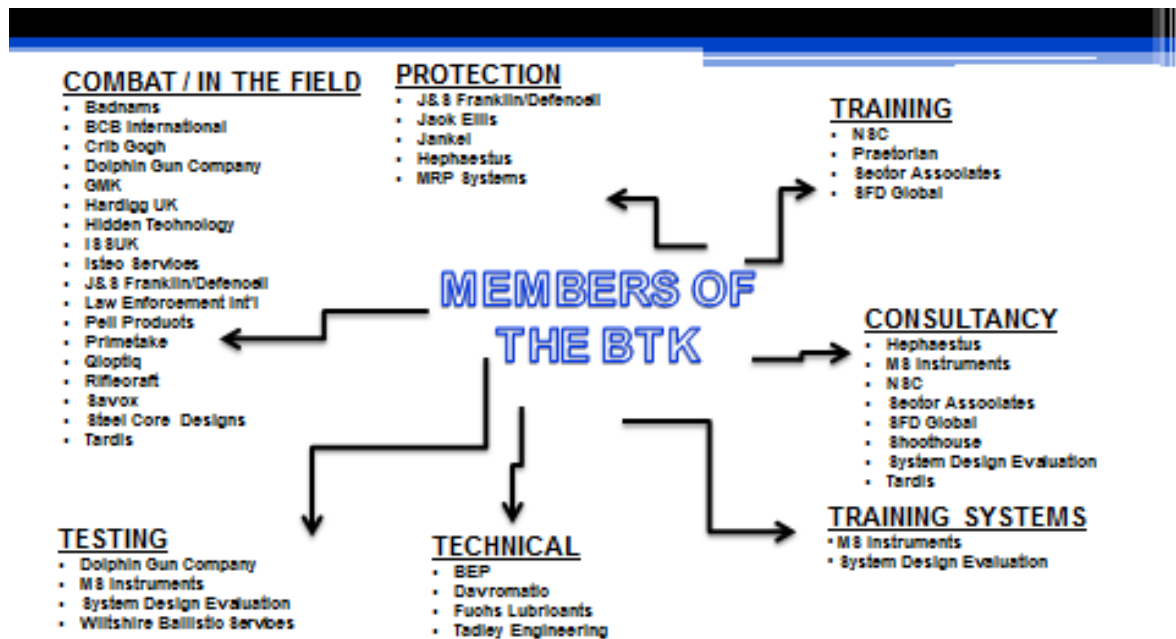 COMBAT / IN THE FIELD
Badnams
BCB International
Crib Gogh
Dolphin Gun Company
GMK
Hardigg UK
Hidden Technology
ISSUK
Istec Services
J&S Franklin/Defencell
Law Enforcement Int'l
Peli Products
Primetake
Qioptiq
Riflecraft
Savox
Steel Core Designs
Tardis
PROTECTION
J&S Franklin/Defencell
Jack Ellis
Jankel
Hephaestus
MRP Systems
TRAINING
NSC
Praetorian
Sector Associates
SFD Global
MEMBERS OF
THE BTK
CONSULTANCY
Hephaestus
MS Instruments
NSC
Sector Associates
SFD Global
Shoothouse
System Design Evaluation
Tardis
TESTING
Dolphin Gun Company
MS Instruments
System Design Evaluation
Wiltshire Ballistic Services
TECHNICAL
BEP
Davromatic
Fuchs Lubricants
Tadley Engineering
TRAINING SYSTEMS
MS Instruments
System Design Evaluation